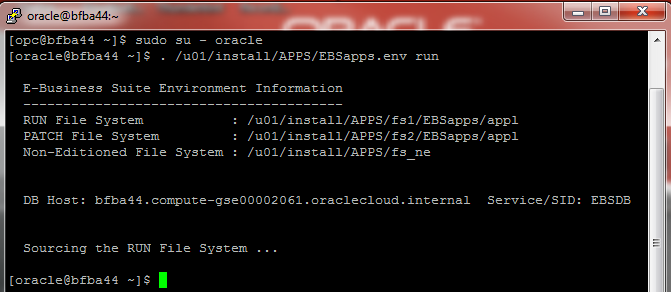 oracle@bfba44:~
[opc@bfba44 ~]$ sudo su - oracle
[oracle@bfba44 ~]$ . /u01/install/APPS/EBSapps.env run
E-Business Suite Environment Information
----------------------------------------
RUN File System           : /u01/install/APPS/fs1/EBSapps/appl
PATCH File System         : /u01/install/APPS/fs2/EBSapps/appl
Non-Editioned File System : /u01/install/APPS/fs_ne
DB Host: bfba44.compute-gse00002061.oraclecloud.internal  Service/SID: EBSDB
Sourcing the RUN File System ...
[oracle@bfba44 ~]$